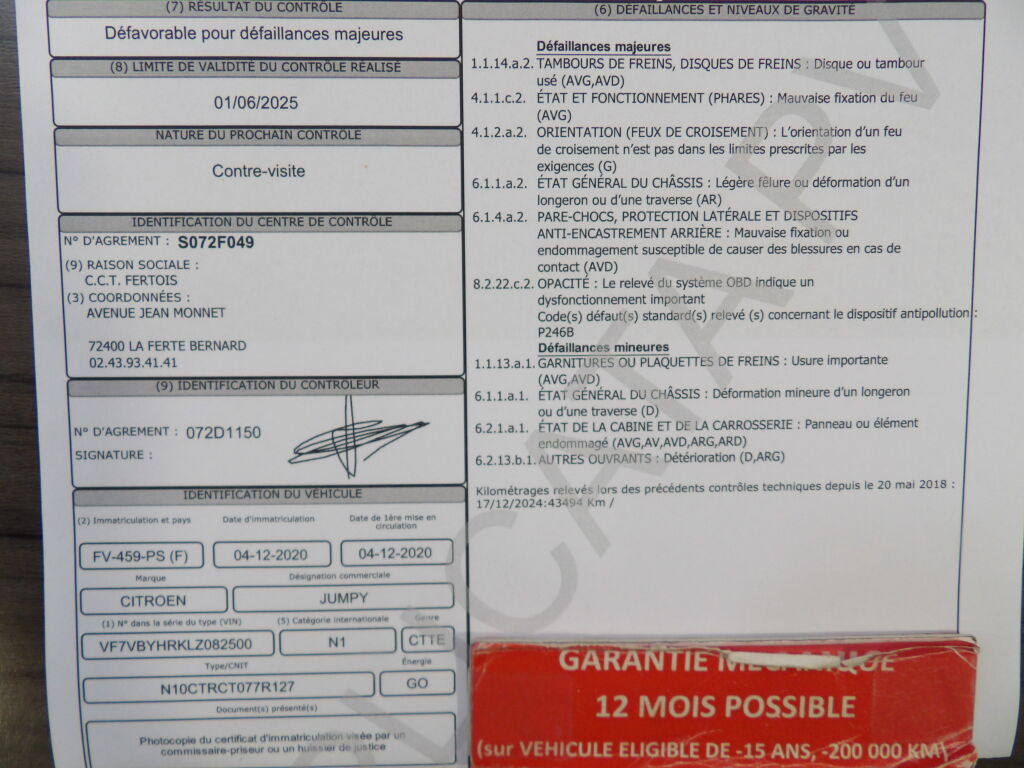 (7) RÉSULTAT DU CONTRÔLE
Défavorable pour défaillances majeures
(8) LIMITE DE VALIDITÉ DU CONTRÔLE RÉALISÉ
01/06/2025
NATURE DU PROCHAIN CONTRÔLE
Contre-visite
IDENTIFICATION DU CENTRE DE CONTRÔLE
N° D'AGREMENT : S072F049
(9) RAISON SOCIALE :
C.C.T. FERTOIS
(3) COORDONNÉES :
AVENUE JEAN MONNET
72400 LA FERTE BERNARD
02.43.93.41.41
(9) IDENTIFICATION DU CONTRÔLEUR
N° D'AGREMENT : 072D1150
SIGNATURE :
IDENTIFICATION DU VÉHICULE
(2) Immatriculation et pays Date d'immatriculation Date de 1ère mise en
circulation
FV-459-PS (F) 04-12-2020 04-12-2020
Marque Désignation commerciale
CITROEN JUMPY
(1) N° dans la série du type (VIN) (5) Catégorie internationale Genre
VF7VBYHRKLZ082500 N1 CTTE
Type/CNIT Énergie
N10CTRCT077R127 GO
Document(s) présenté(s)
Photocopie du certificat d'immatriculation visée par un
commissaire-priseur ou un huissier de justice
(6) DÉFAILLANCES ET NIVEAUX DE GRAVITÉ
Défaillances majeures
1.1.14.a.2. TAMBOURS DE FREINS, DISQUES DE FREINS : Disque ou tambour
usé (AVG,AVD)
4.1.1.c.2. ÉTAT ET FONCTIONNEMENT (PHARES) : Mauvaise fixation du feu
(AVG)
4.1.2.a.2. ORIENTATION (FEUX DE CROISEMENT) : L'orientation d'un feu
de croisement n'est pas dans les limites prescrites par les
exigences (G)
6.1.1.a.2. ÉTAT GÉNÉRAL DU CHÂSSIS : Légère fêlure ou déformation d'un
longeron ou d'une traverse (AR)
6.1.4.a.2. PARE-CHOCS, PROTECTION LATÉRALE ET DISPOSITIFS
ANTI-ENCASTREMENT ARRIÈRE : Mauvaise fixation ou
endommagement susceptible de causer des blessures en cas de
contact (AVD)
8.2.22.c.2. OPACITÉ : Le relevé du système OBD indique un
dysfonctionnement important
Code(s) défaut(s) standard(s) relevé (s) concernant le dispositif antipollution :
P246B
Défaillances mineures
1.1.13.a.1. GARNITURES OU PLAQUETTES DE FREINS : Usure importante
(AVG,AVD)
6.1.1.a.1. ÉTAT GÉNÉRAL DU CHÂSSIS : Déformation mineure d'un longeron
ou d'une traverse (D)
6.2.1.a.1. ÉTAT DE LA CABINE ET DE LA CARROSSERIE : Panneau ou élément
endommagé (AVG,AV,AVD,ARG,ARD)
6.2.13.b.1. AUTRES OUVRANTS : Détérioration (D,ARG)
Kilométrages relevés lors des précédents contrôles techniques depuis le 20 mai 2018 :
17/12/2024:43494 Km /
GARANTIE MECANIQUE
12 MOIS POSSIBLE
(sur VEHICULE ELIGIBLE DE -15 ANS, -200 000 KM)